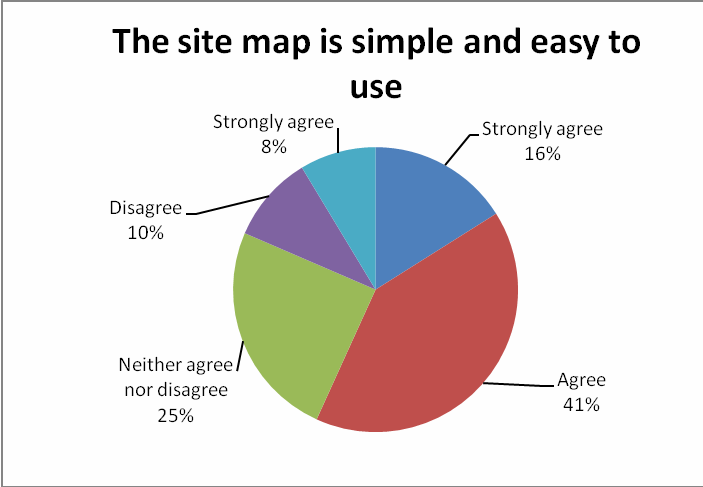 The site map is simple and easy to
use
Strongly agree
8%
Strongly agree
16%
Disagree
10%
Neither agree
nor disagree
25%
Agree
41%